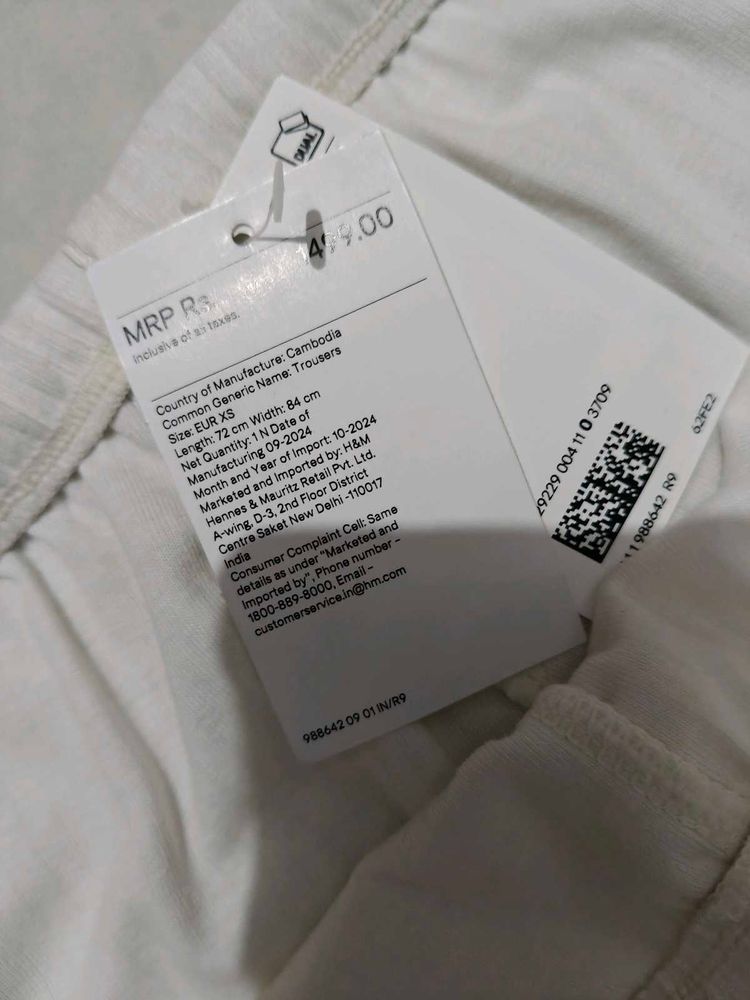 DUAL
MRP Rs. 499.00
Inclusive of all taxes.
Country of Manufacture: Cambodia
Common Generic Name: Trousers
Size: EUR XS
Length: 72 cm Width: 84 cm
Net Quantity: 1 N Date of
Manufacturing 09-2024
Month and Year of Import: 10-2024
Marketed and Imported by: H&M
Hennes & Mauritz Retail Pvt. Ltd.
A-wing, D-3, 2nd Floor District
Centre Saket New Delhi -110017
India
Consumer Complaint Cell: Same
details as under "Marketed and
Imported by", Phone number –
1800-889-8000, Email –
customerservice.in@hm.com
988642 09 01 IN/R9
29229 004 11 0 3709
11 988642 R9
62FE2